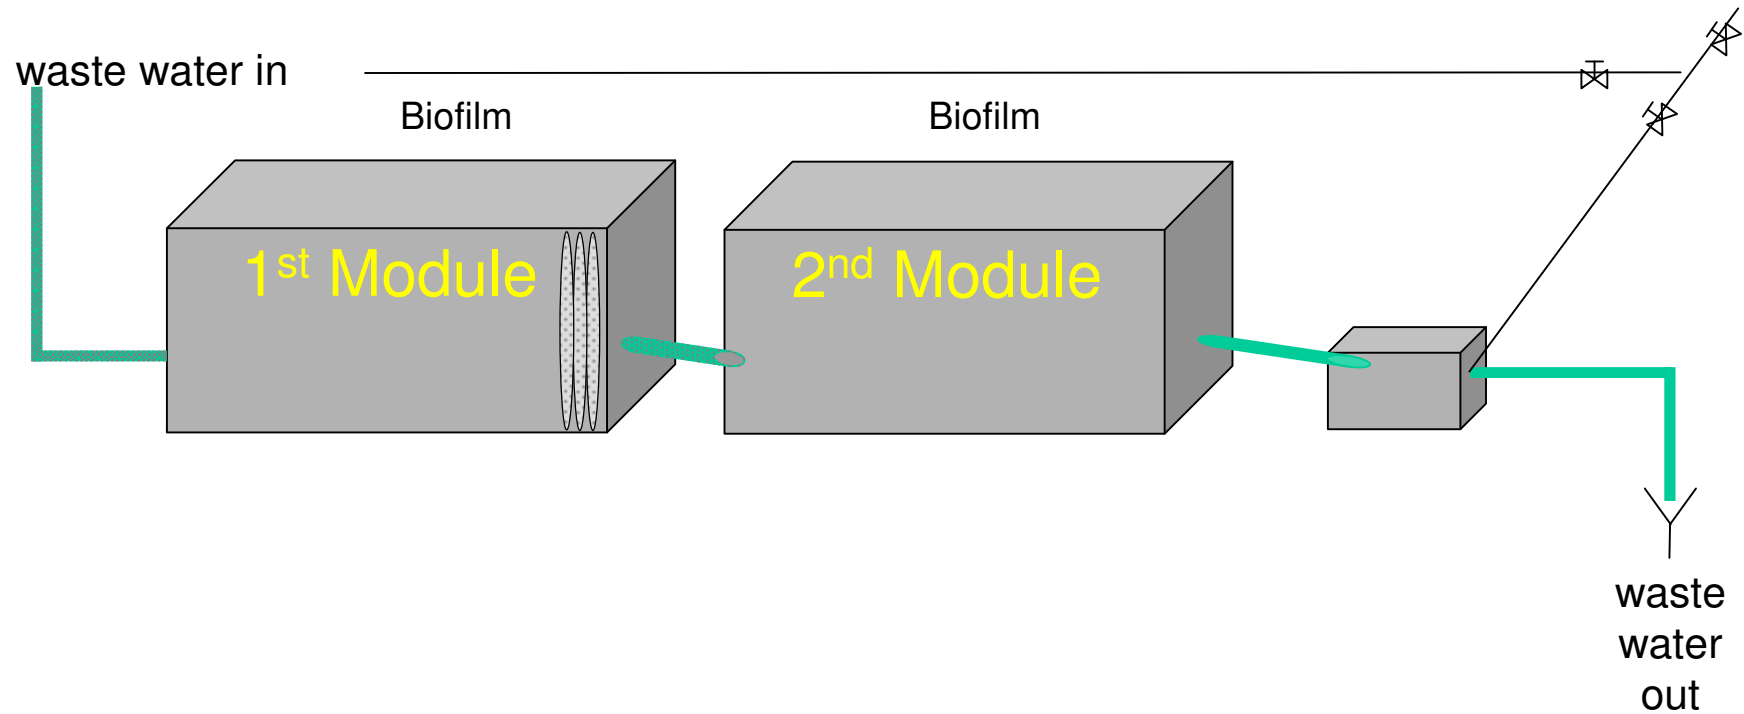 waste water in
Biofilm
Biofilm
1st Module
2nd Module
waste
water
out